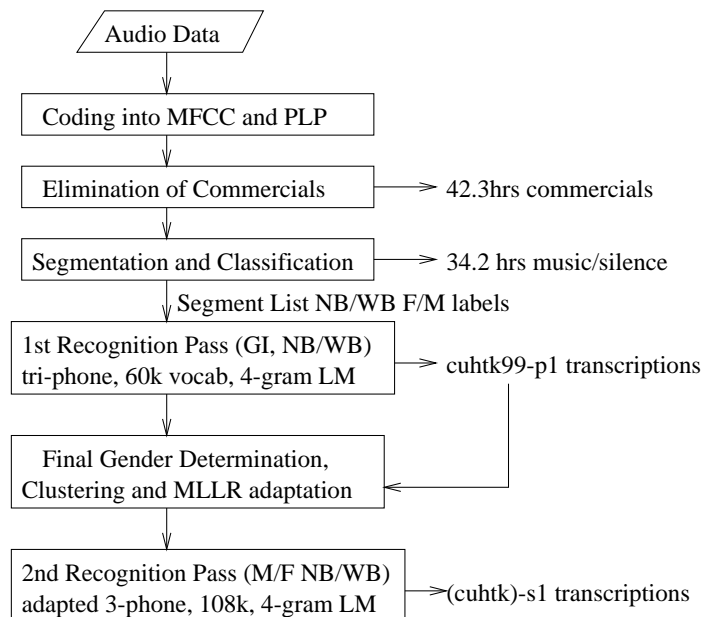 Audio Data
Coding into MFCC and PLP
Elimination of Commercials
42.3hrs commercials
Segmentation and Classification
34.2 hrs music/silence
Segment List NB/WB F/M labels
1st Recognition Pass (GI, NB/WB)
tri-phone, 60k vocab, 4-gram LM
cuhtk99-p1 transcriptions
Final Gender Determination,
Clustering and MLLR adaptation
2nd Recognition Pass (M/F NB/WB)
adapted 3-phone, 108k, 4-gram LM
(cuhtk)-s1 transcriptions